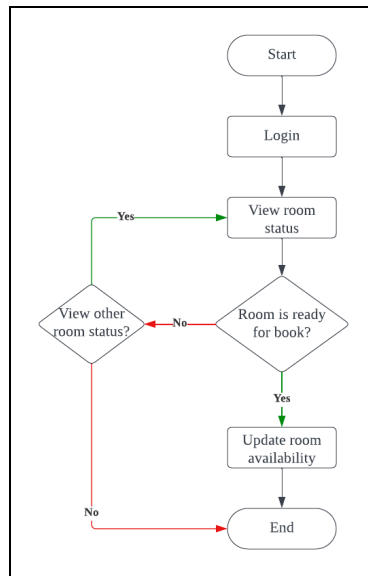 Start
Login
Yes
View room
status
View other
room status?
No
Room is ready
for book?
Yes
Update room
availability
No
End